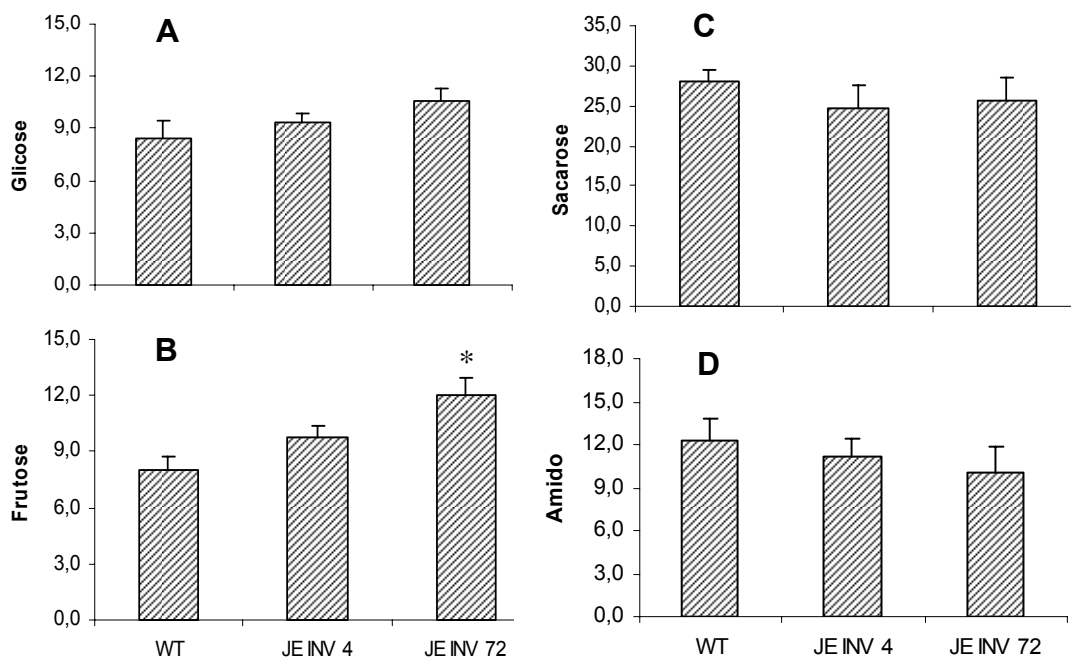 A
Glicose
15,0
12,0
9,0
6,0
3,0
0,0
B
*
Frutose
15,0
12,0
9,0
6,0
3,0
0,0
WT
JE INV 4
JE INV 72
C
Sacarose
35,0
30,0
25,0
20,0
15,0
10,0
5,0
0,0
D
Amido
18,0
15,0
12,0
9,0
6,0
3,0
0,0
WT
JE INV 4
JE INV 72